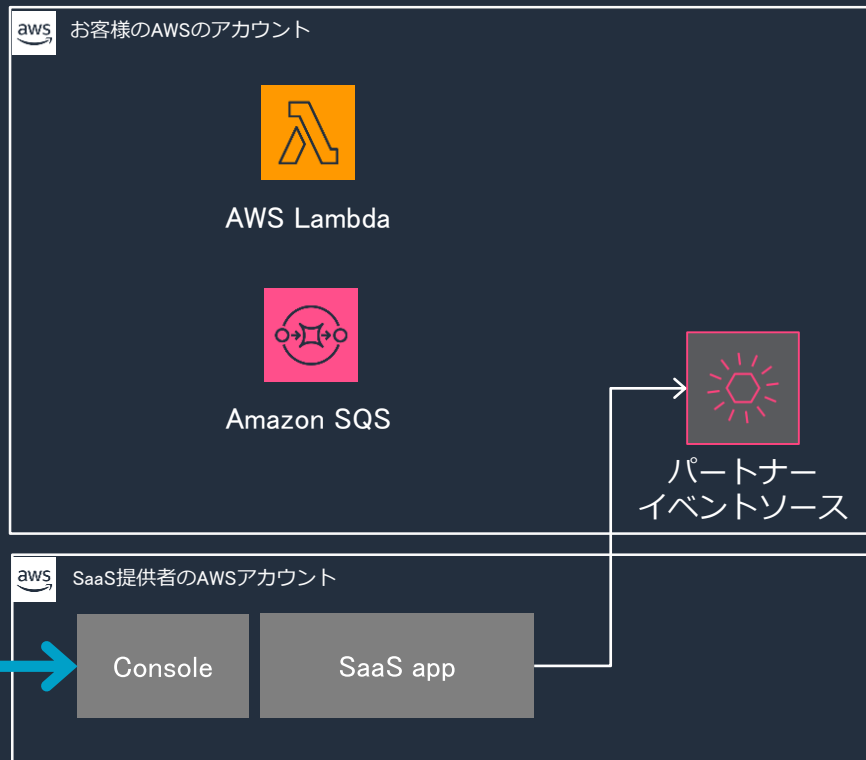 aws
お客様のAWSのアカウント
AWS Lambda
Amazon SQS
パートナー
イベントソース
aws
SaaS提供者のAWSアカウント
Console
SaaS app